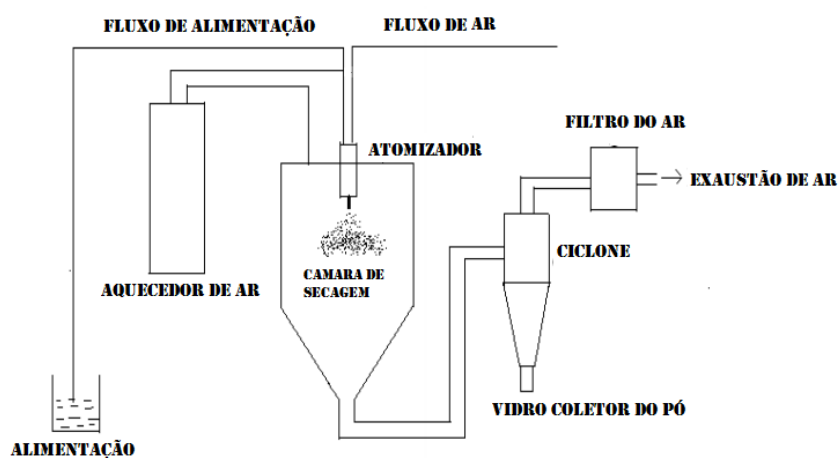 FLUXO DE ALIMENTAÇÃO
FLUXO DE AR
FILTRO DO AR
ATOMIZADOR
EXAUSTÃO DE AR
CICLONE
CAMARA DE
SECAGEM
AQUECEDOR DE AR
VIDRO COLETOR DO PÓ
ALIMENTAÇÃO